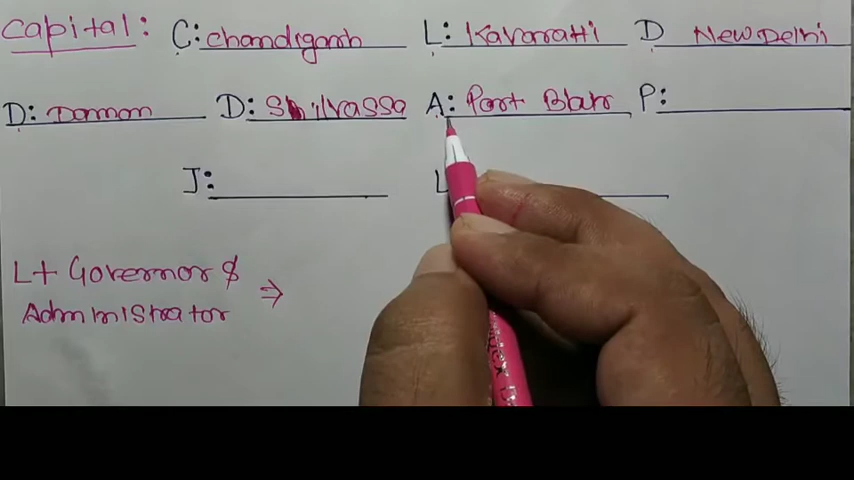 Capital: C: chandigarh L: Kavaratti D New Delhi
D: Daman D: Silvassa A: Port Blair P:
J: L
Lt Governor &
Administrator ⇒